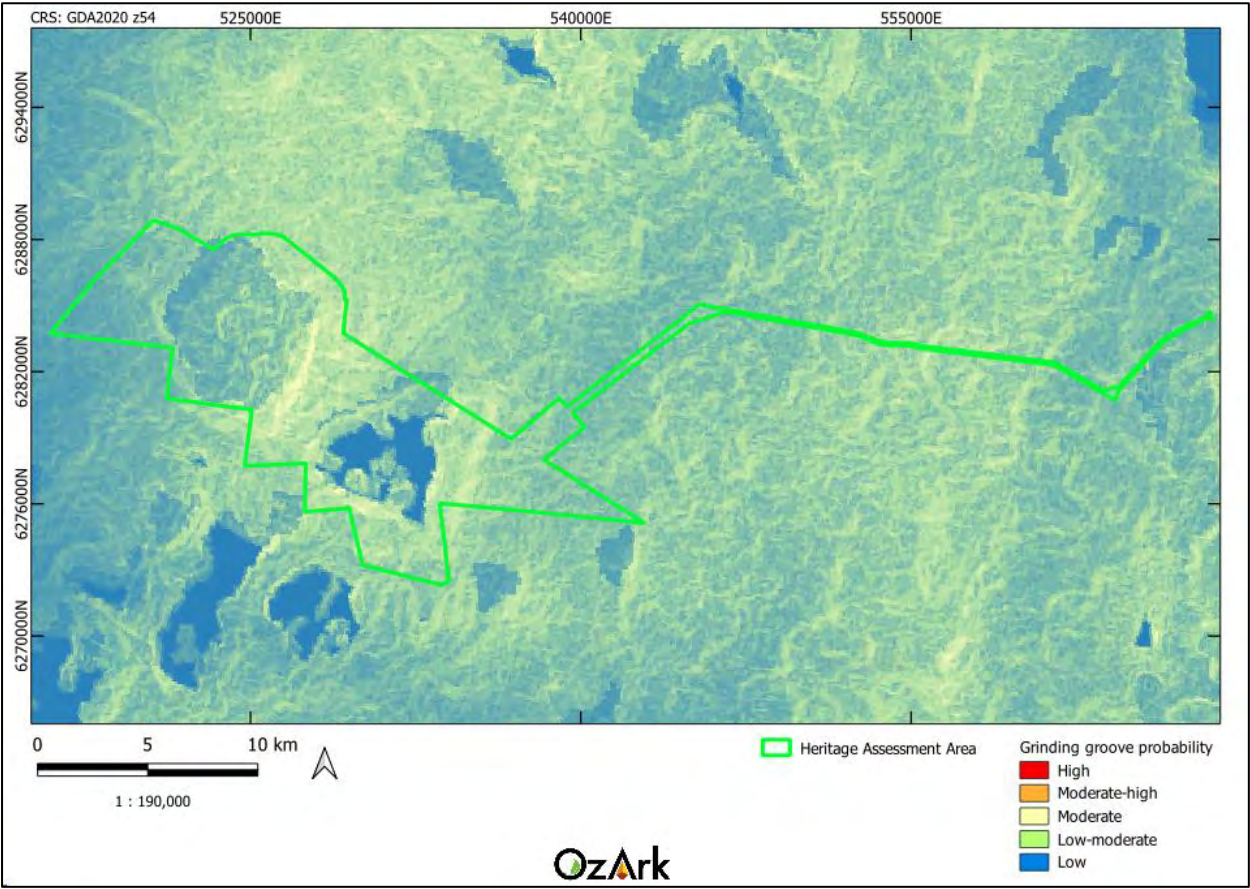 CRS: GDA2020 z54
525000E
540000E
555000E
6294000N
6288000N
6282000N
6276000N
6270000N
0 5 10 km
1 : 190,000
Heritage Assessment Area
Grinding groove probability
High
Moderate-high
Moderate
Low-moderate
Low
OzArk